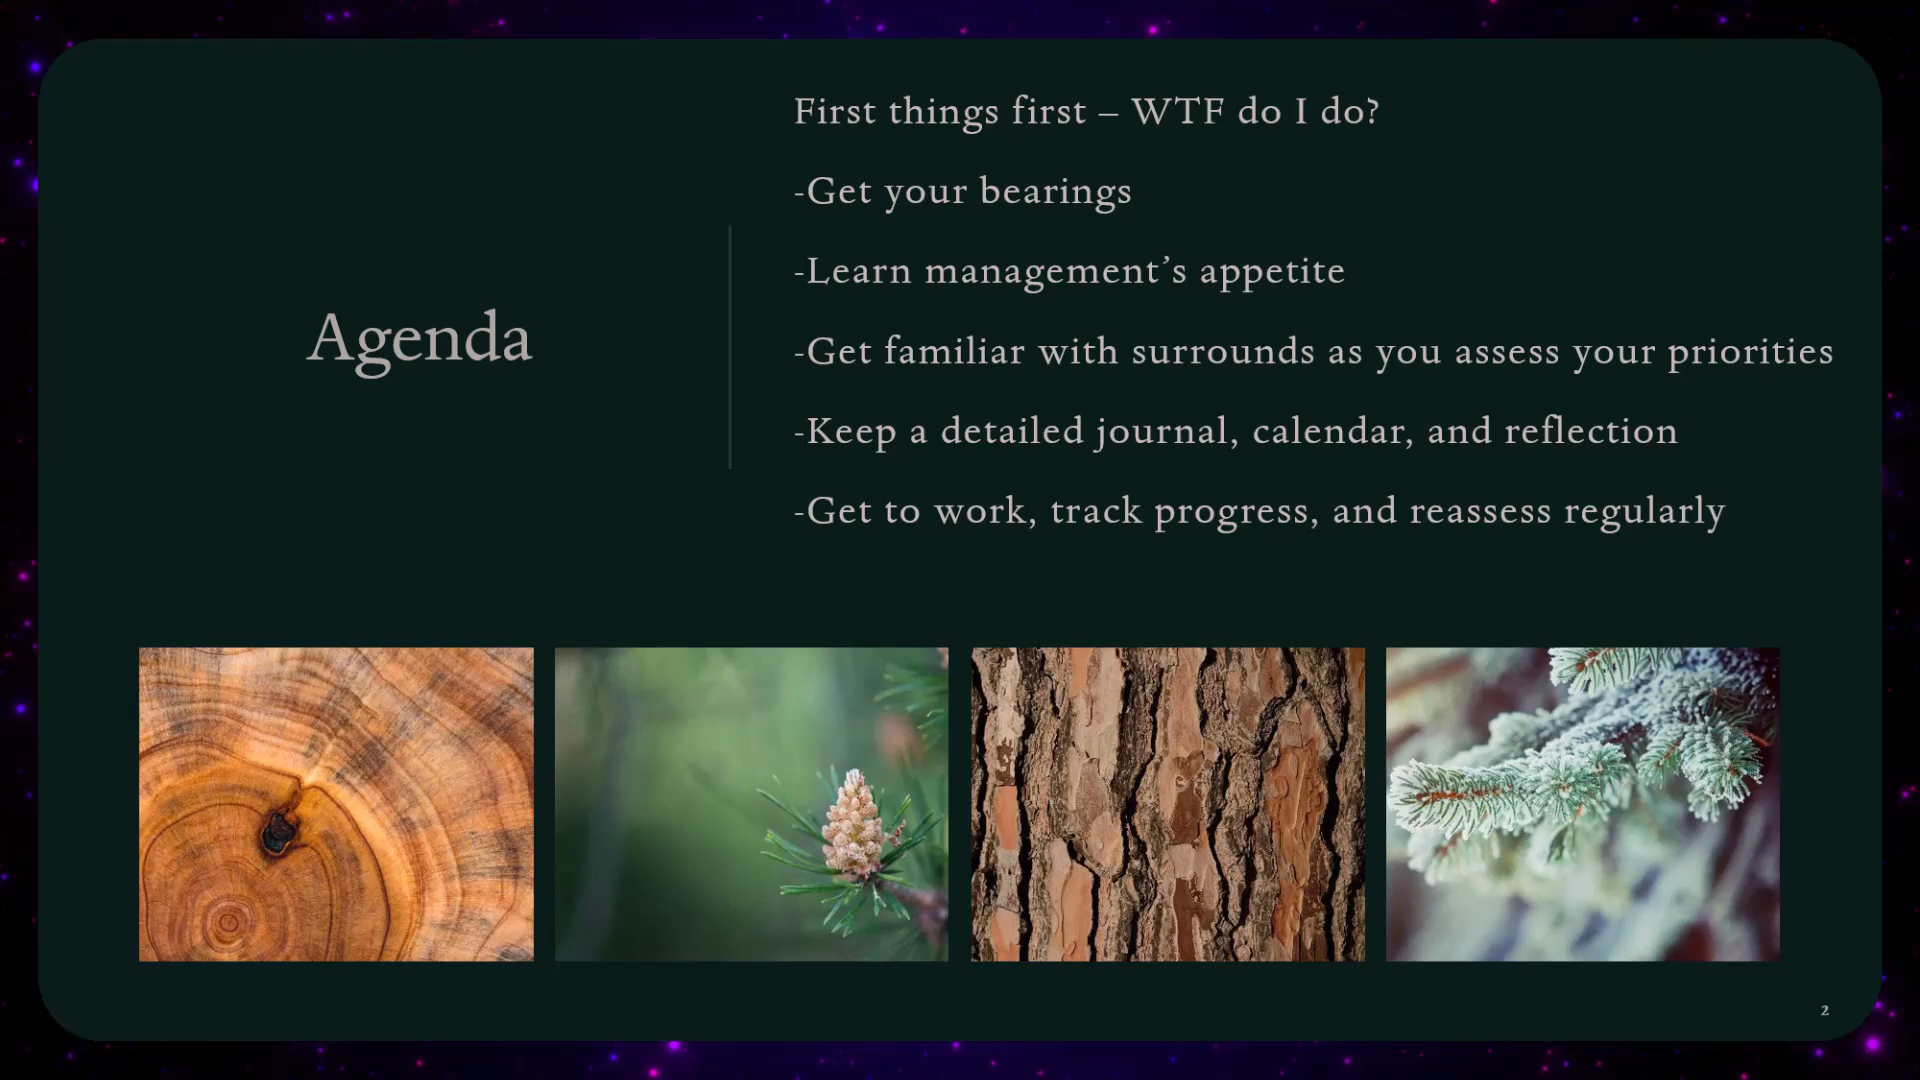 Agenda
First things first – WTF do I do?
-Get your bearings
-Learn management’s appetite
-Get familiar with surrounds as you assess your priorities
-Keep a detailed journal, calendar, and reflection
-Get to work, track progress, and reassess regularly
2